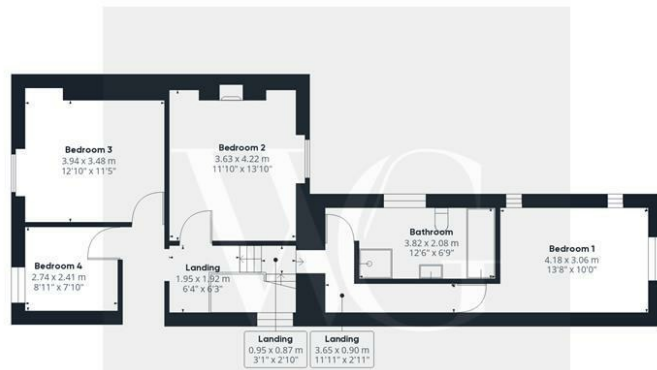 Bedroom 3
3.94 x 3.48 m
12'10" x 11'5"
Bedroom 2
3.63 x 4.22 m
11'10" x 13'10"
Bedroom 4
2.74 x 2.41 m
8'11" x 7'10"
Landing
1.95 x 1.92 m
6'4" x 6'3"
Bathroom
3.82 x 2.08 m
12'6" x 6'9"
Bedroom 1
4.18 x 3.06 m
13'8" x 10'0"
Landing
0.95 x 0.87 m
3'1" x 2'10"
Landing
3.65 x 0.90 m
11'11" x 2'11"
WG